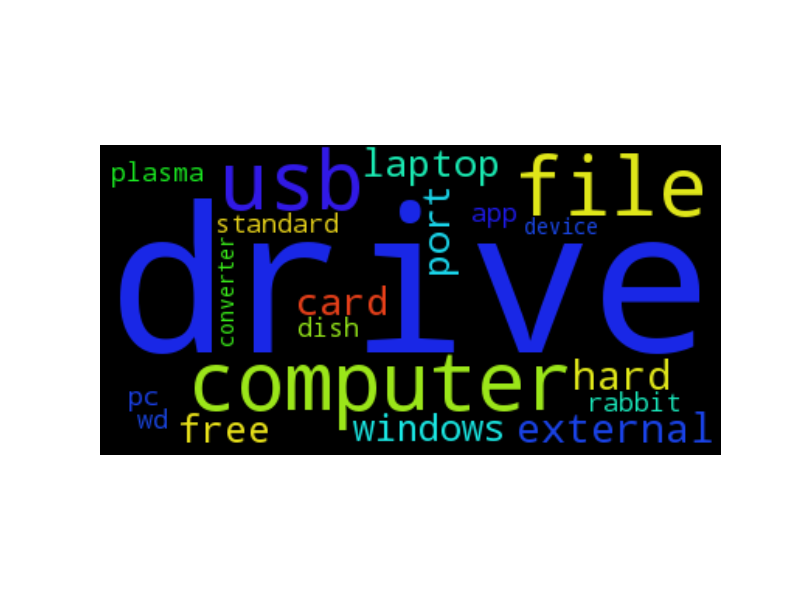 plasma
usb
laptop
file
standard
port
app
device
drive
converter
card
dish
computer
hard
pc
rabbit
wd
free
windows
external